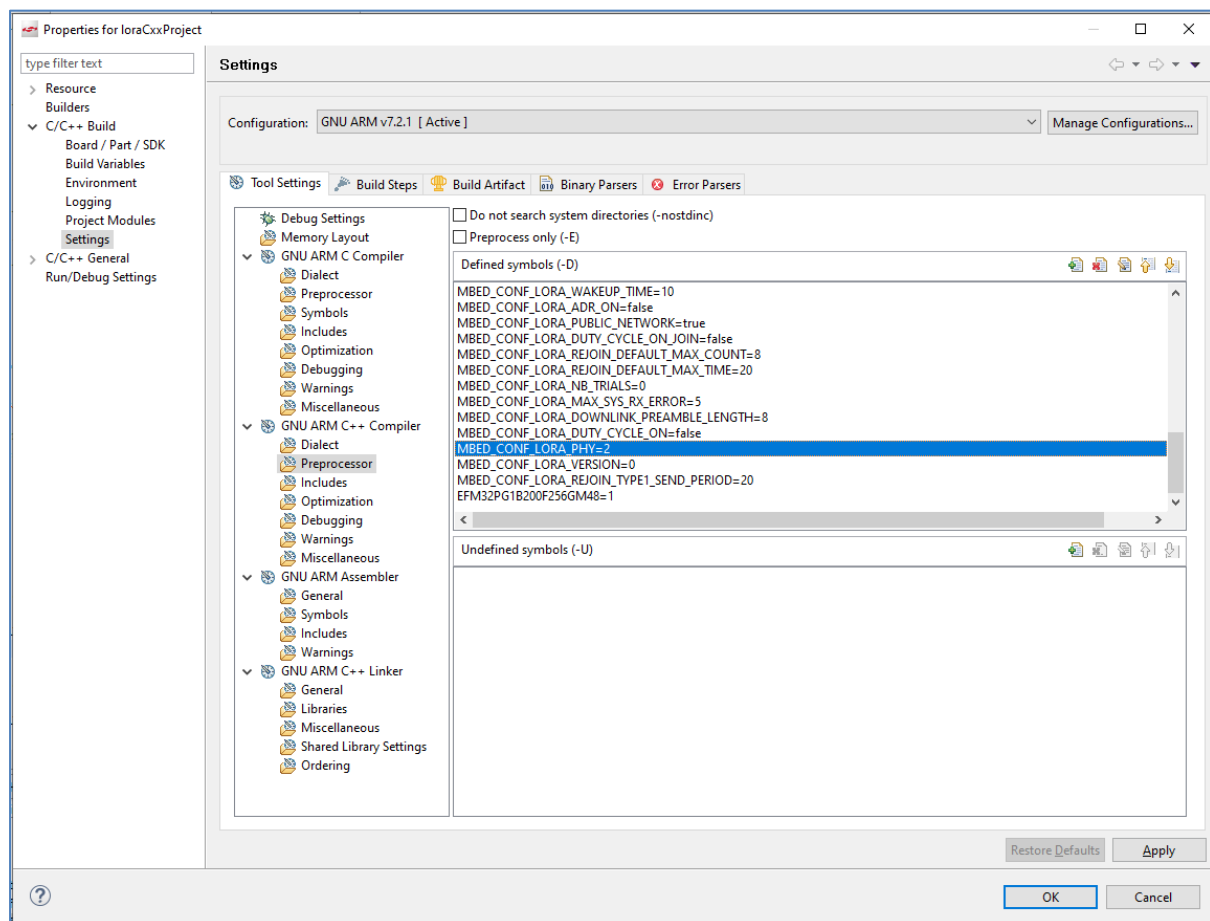 Properties for loraCxxProject
type filter text
Resource
Builders
C/C++ Build
Board / Part / SDK
Build Variables
Environment
Logging
Project Modules
Settings
C/C++ General
Run/Debug Settings
Settings
Configuration: GNU ARM v7.2.1 [ Active ] Manage Configurations...
Tool Settings Build Steps Build Artifact Binary Parsers Error Parsers
Debug Settings
Memory Layout
GNU ARM C Compiler
Dialect
Preprocessor
Symbols
Includes
Optimization
Debugging
Warnings
Miscellaneous
GNU ARM C++ Compiler
Dialect
Preprocessor
Includes
Optimization
Debugging
Warnings
Miscellaneous
GNU ARM Assembler
General
Symbols
Includes
Warnings
GNU ARM C++ Linker
General
Libraries
Miscellaneous
Shared Library Settings
Ordering
Do not search system directories (-nostdinc)
Preprocess only (-E)
Defined symbols (-D)
MBED_CONF_LORA_WAKEUP_TIME=10
MBED_CONF_LORA_ADR_ON=false
MBED_CONF_LORA_PUBLIC_NETWORK=true
MBED_CONF_LORA_DUTY_CYCLE_ON_JOIN=false
MBED_CONF_LORA_REJOIN_DEFAULT_MAX_COUNT=8
MBED_CONF_LORA_REJOIN_DEFAULT_MAX_TIME=20
MBED_CONF_LORA_NB_TRIALS=0
MBED_CONF_LORA_MAX_SYS_RX_ERROR=5
MBED_CONF_LORA_DOWNLINK_PREAMBLE_LENGTH=8
MBED_CONF_LORA_DUTY_CYCLE_ON=false
MBED_CONF_LORA_PHY=2
MBED_CONF_LORA_VERSION=0
MBED_CONF_LORA_REJOIN_TYPE1_SEND_PERIOD=20
EFM32PG1B200F256GM48=1
Undefined symbols (-U)
Restore Defaults Apply
OK Cancel